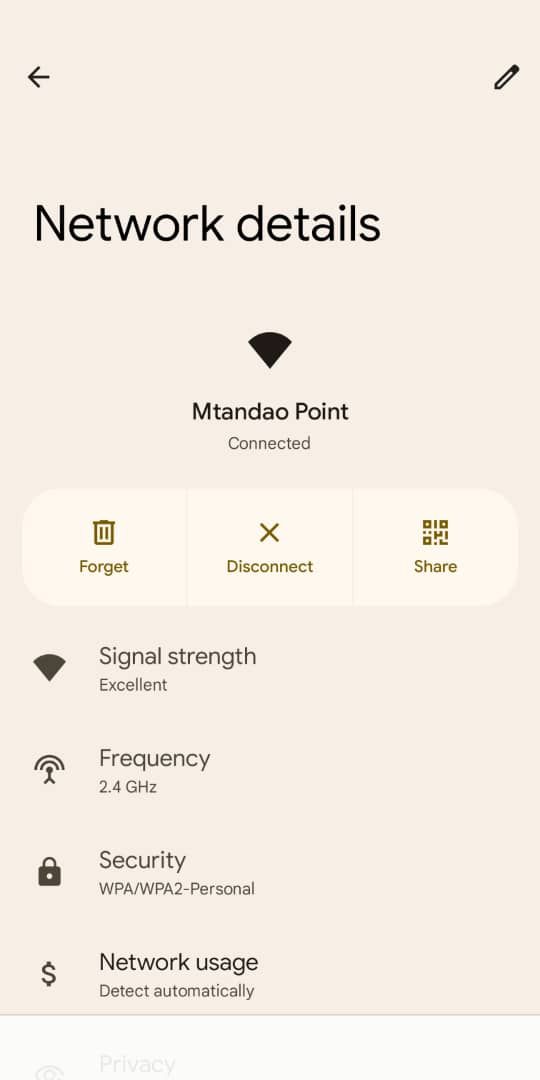 Network details
Mtandao Point
Connected
Forget
Disconnect
Share
Signal strength
Excellent
Frequency
2.4 GHz
Security
WPA/WPA2-Personal
Network usage
Detect automatically
Privacy